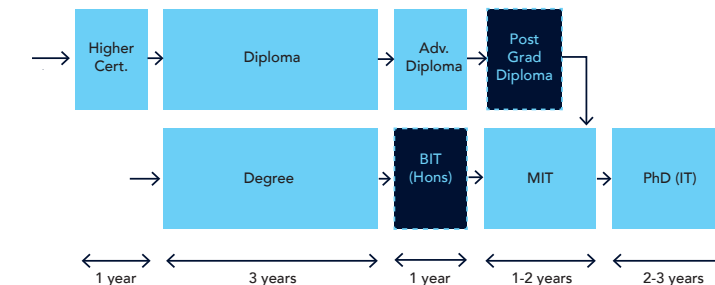 Higher
Cert.
Diploma
Adv.
Diploma
Post
Grad
Diploma
Degree
BIT
(Hons)
MIT
PhD (IT)
1 year
3 years
1 year
1-2 years
2-3 years